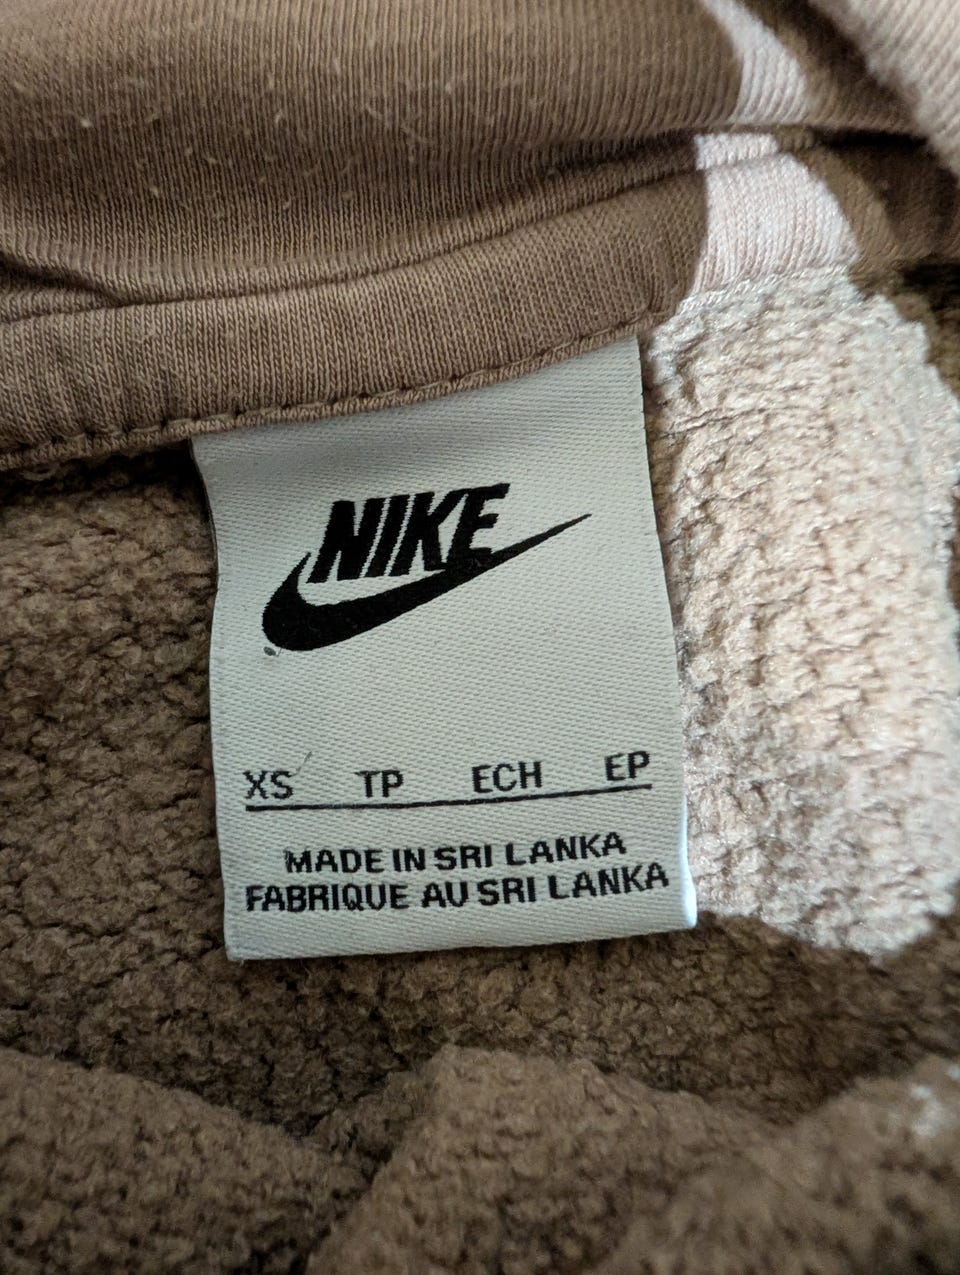 NIKE
XS TP ECH EP
MADE IN SRI LANKA
FABRIQUE AU SRI LANKA